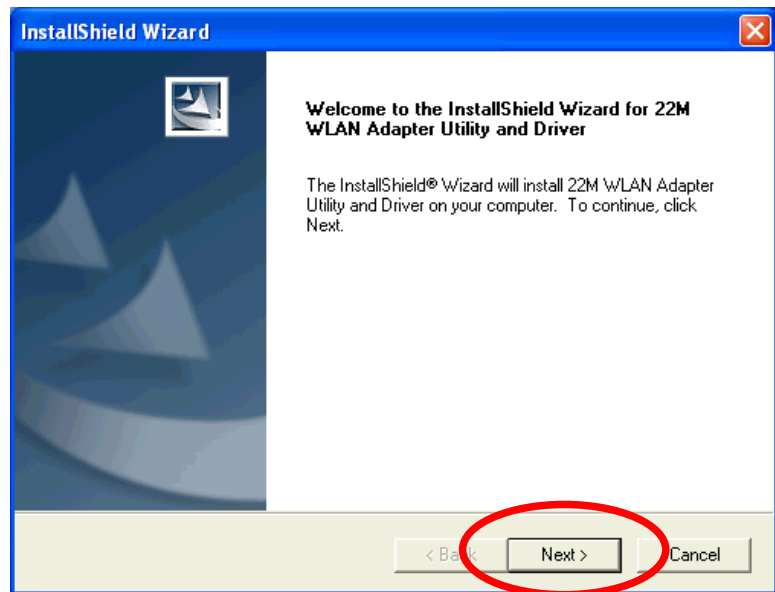 InstallShield Wizard
Welcome to the InstallShield Wizard for 22M
WLAN Adapter Utility and Driver
The InstallShield® Wizard will install 22M WLAN Adapter
Utility and Driver on your computer. To continue, click
Next.
< Back Next > Cancel